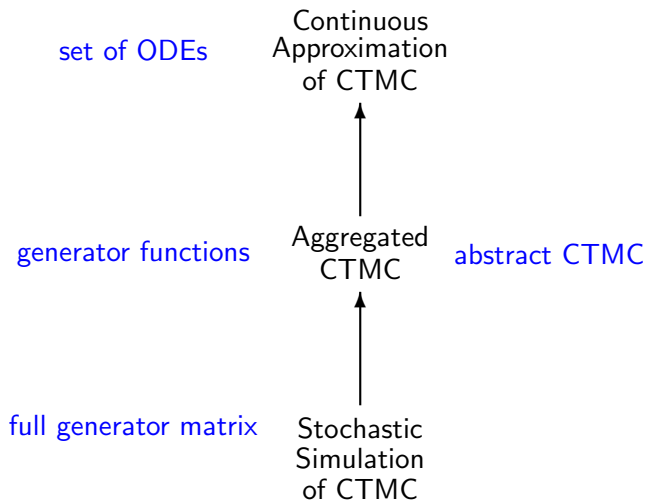 set of ODEs
Continuous
Approximation
of CTMC
generator functions
Aggregated
CTMC
abstract CTMC
full generator matrix
Stochastic
Simulation
of CTMC